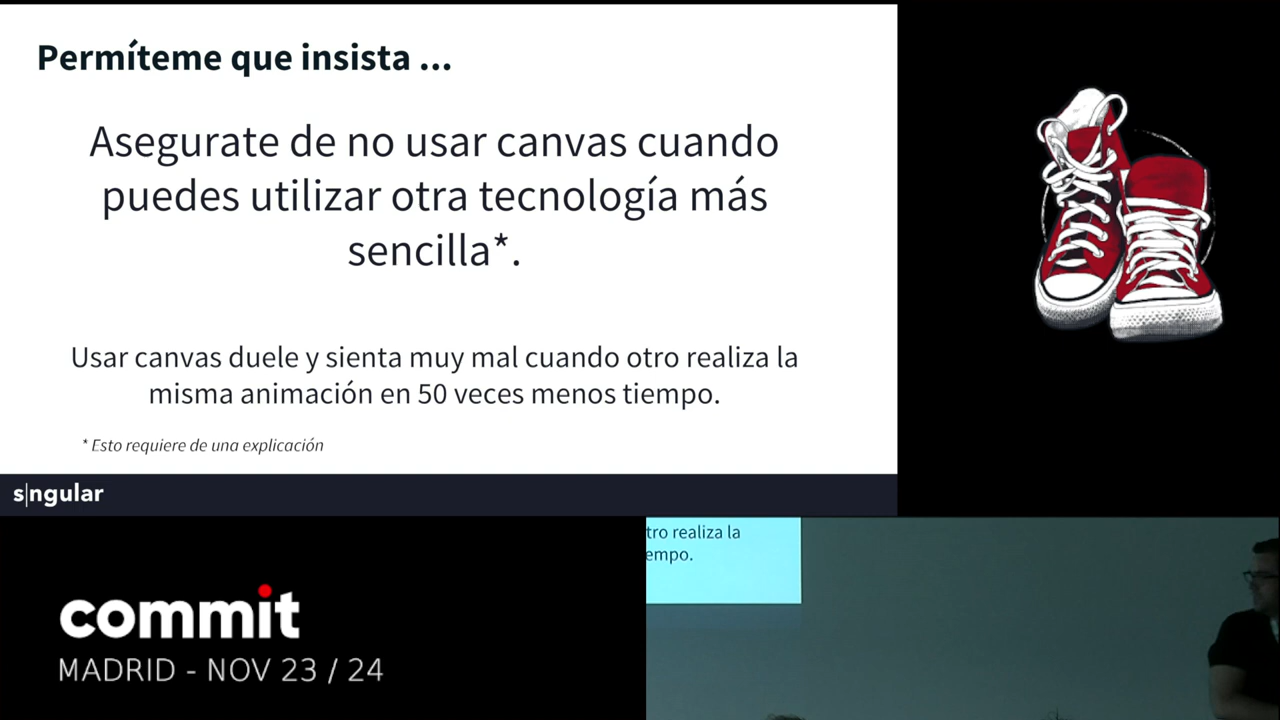 Permíteme que insista ...
Asegurate de no usar canvas cuando
puedes utilizar otra tecnología más
sencilla*.
Usar canvas duele y sienta muy mal cuando otro realiza la
misma animación en 50 veces menos tiempo.
* Esto requiere de una explicación
s|ngular
commit
MADRID - NOV 23 / 24
tro realiza la
empo.